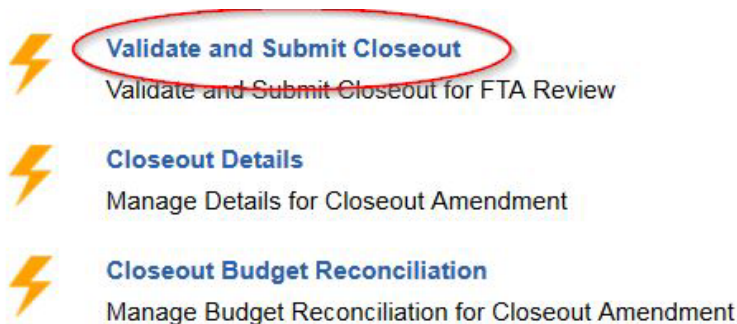 Validate and Submit Closeout
Validate and Submit Closeout for FTA Review
Closeout Details
Manage Details for Closeout Amendment
Closeout Budget Reconciliation
Manage Budget Reconciliation for Closeout Amendment